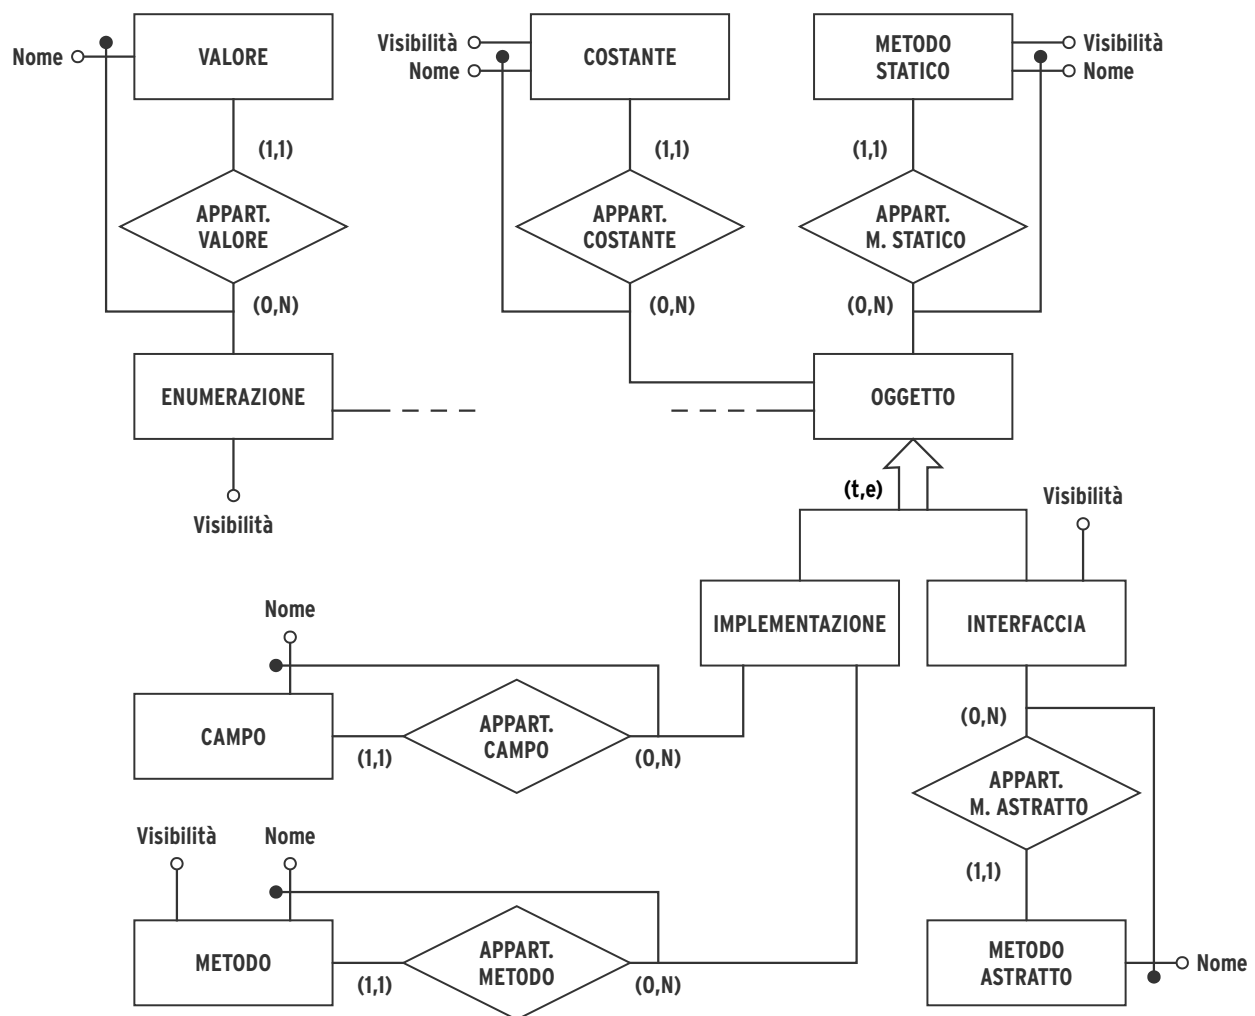 Nome
VALORE
Visibilità
Nome
COSTANTE
METODO
STATICO
Visibilità
Nome
(1,1)
(1,1)
(1,1)
APPART.
VALORE
APPART.
COSTANTE
APPART.
M. STATICO
(0,N)
(0,N)
(0,N)
ENUMERAZIONE
OGGETTO
Visibilità
(t,e)
Visibilità
IMPLEMENTAZIONE
INTERFACCIA
Nome
CAMPO
(1,1)
APPART.
CAMPO
(0,N)
(0,N)
APPART.
M. ASTRATTO
(1,1)
Visibilità
Nome
METODO
(1,1)
APPART.
METODO
(0,N)
METODO
ASTRATTO
Nome